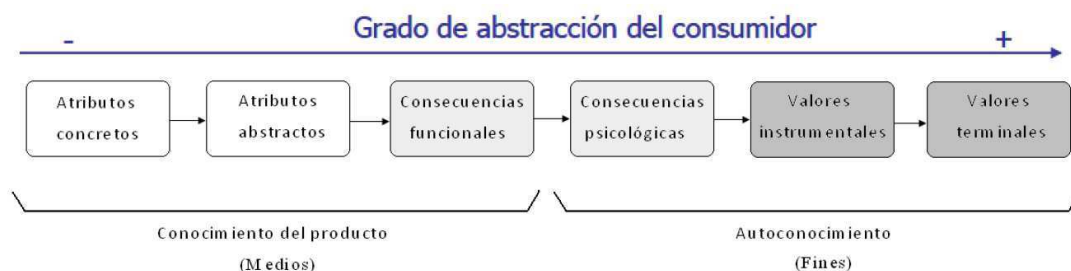 Grado de abstracción del consumidor
- +
Atributos
concretos
Atributos
abstractos
Consecuencias
funcionales
Consecuencias
psicológicas
Valores
instrumentales
Valores
terminales
Conocimiento del producto
(Medios)
Autoconocimiento
(Fines)